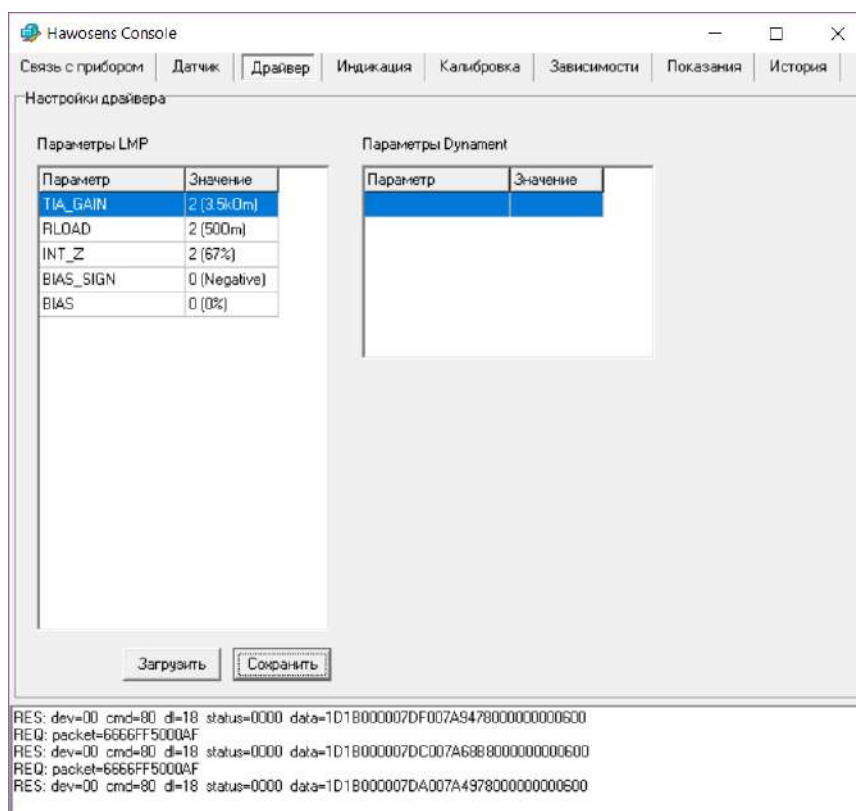 Hawosens Console
Связь с прибором Датчик Драйвер Индикация Калибровка Зависимости Показания История
Настройки драйвера
Параметры LMP Параметры Dynament
Параметр Значение Параметр Значение
TIA_GAIN 2 (3.5kOm)
RLOAD 2 (50Om)
INT_Z 2 (67%)
BIAS_SIGN 0 (Negative)
BIAS 0 (0%)
Загрузить Сохранить
RES: dev=00 cmd=80 dl=18 status=0000 data=1D1B000007DF007A9478000000000600
REQ: packet=6666FF5000AF
RES: dev=00 cmd=80 dl=18 status=0000 data=1D1B000007DC007A68B8000000000600
REQ: packet=6666FF5000AF
RES: dev=00 cmd=80 dl=18 status=0000 data=1D1B000007DA007A4978000000000600